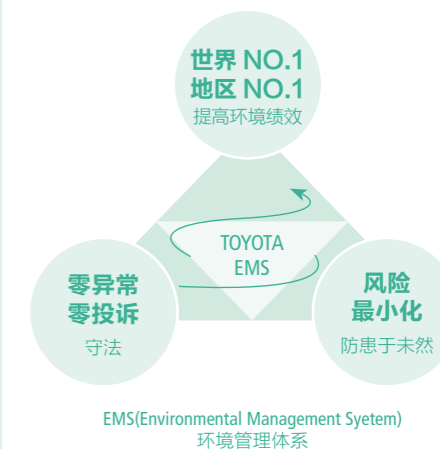 世界 NO.1
地区 NO.1
提高环境绩效
TOYOTA
EMS
零异常
零投诉
守法
风险
最小化
防患于未然
EMS(Environmental Management Syetem)
环境管理体系